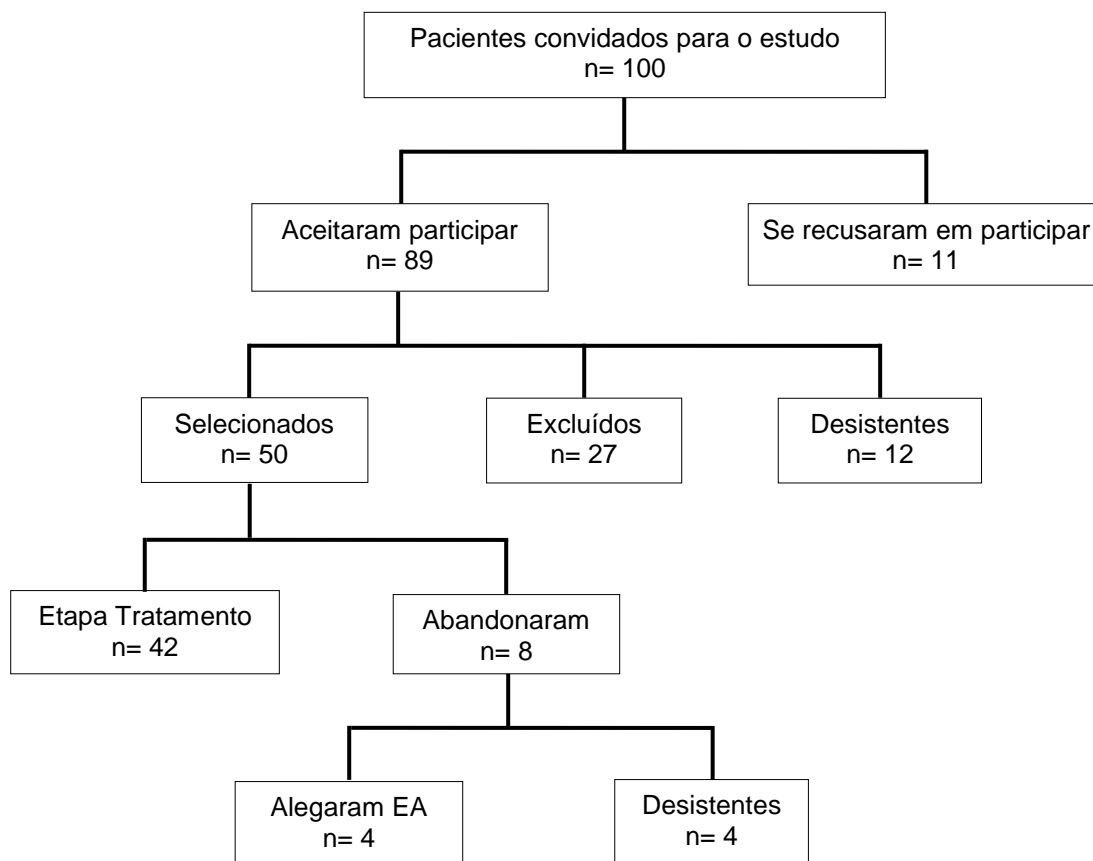 Pacientes convidados para o estudo
n= 100
Aceitaram participar
n= 89
Se recusaram em participar
n= 11
Selecionados
n= 50
Excluídos
n= 27
Desistentes
n= 12
Etapa Tratamento
n= 42
Abandonaram
n= 8
Alegaram EA
n= 4
Desistentes
n= 4